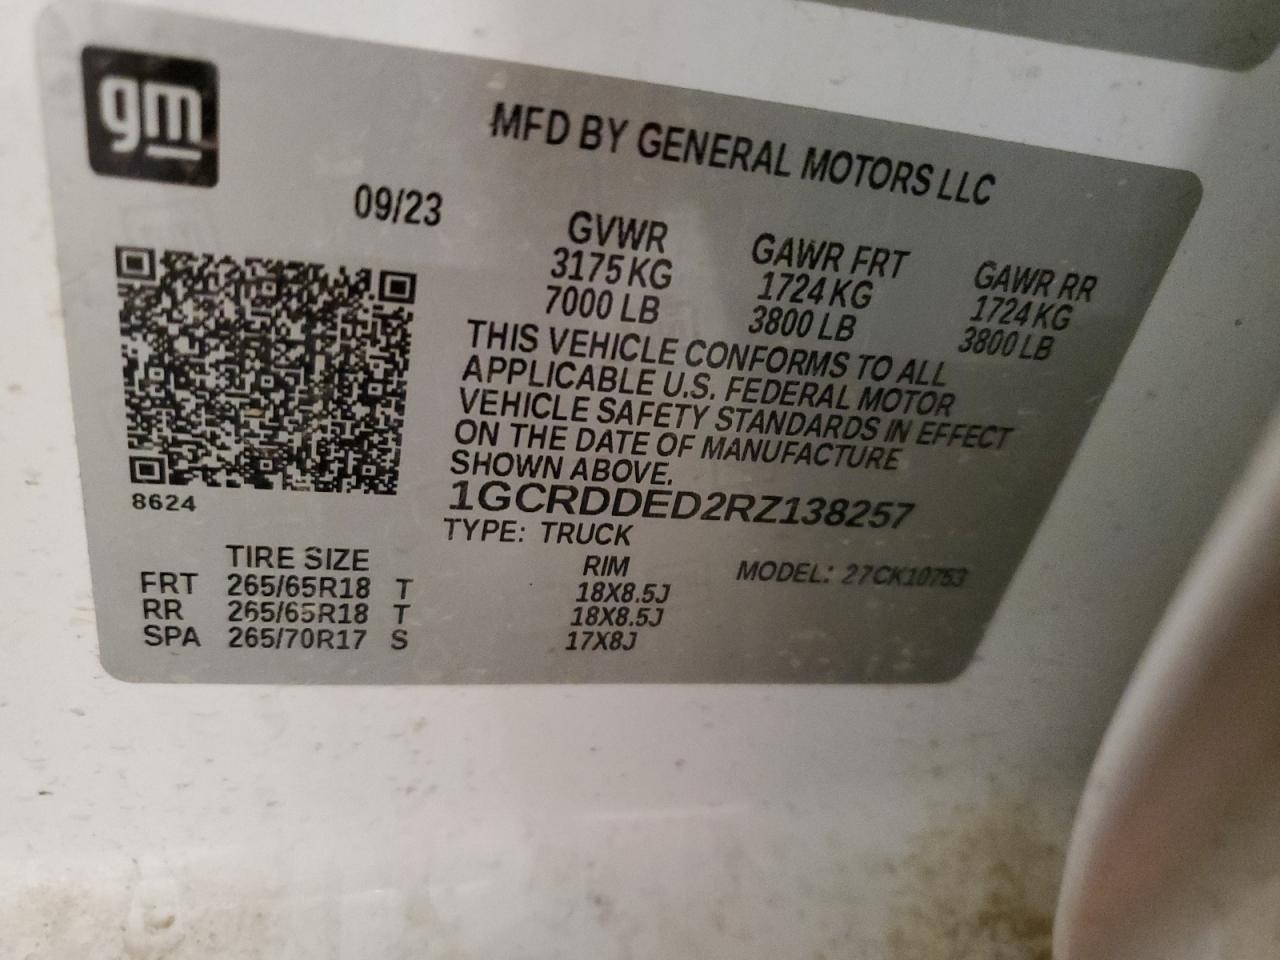 gm
MFD BY GENERAL MOTORS LLC
09/23
GVWR GAWR FRT GAWR RR
3175 KG 1724 KG 1724 KG
7000 LB 3800 LB 3800 LB
THIS VEHICLE CONFORMS TO ALL
APPLICABLE U.S. FEDERAL MOTOR
VEHICLE SAFETY STANDARDS IN EFFECT
ON THE DATE OF MANUFACTURE
SHOWN ABOVE.
8624
1GCRDDED2RZ138257
TYPE: TRUCK
MODEL: 27CK10753
TIRE SIZE RIM
FRT 265/65R18 T 18X8.5J
RR 265/65R18 T 18X8.5J
SPA 265/70R17 S 17X8J